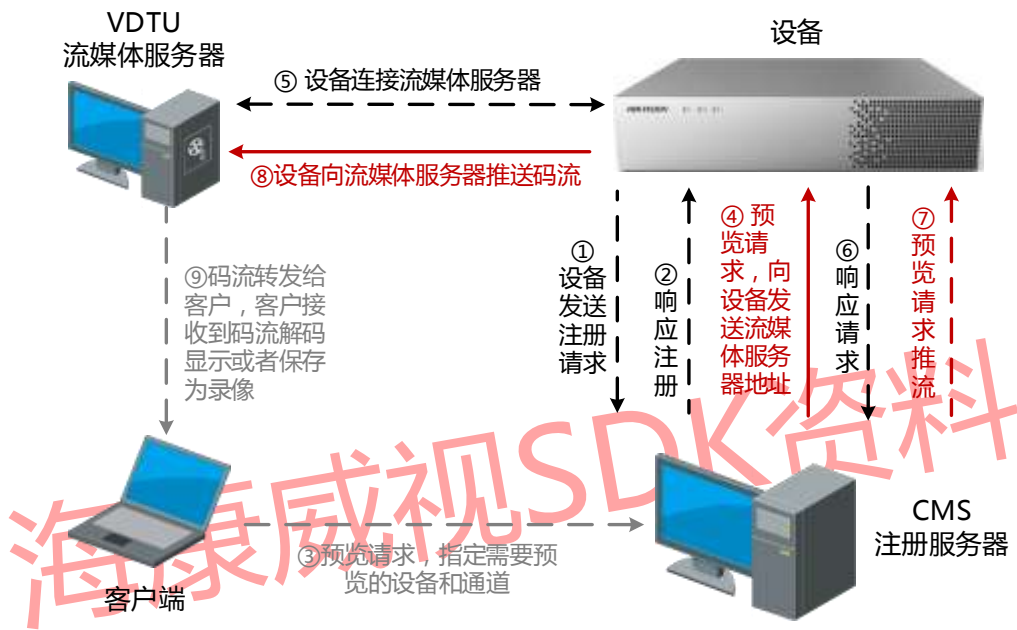 VDTU
流媒体服务器
设备
⑤ 设备连接流媒体服务器
HIKVISION
⑧设备向流媒体服务器推送码流
①
设备
发送
注册
请求
②
响
应
注
册
④ 预
览请
求，向
设备发
送流媒
体服务
器地址
⑥
响
应
请
求
⑦
预
览
请
求
推
流
⑨码流转发给
客户，客户接
收到码流解码
显示或者保存
为录像
海康威视SDK资料
③预览请求，指定需要预
览的设备和通道
客户端
CMS
注册服务器